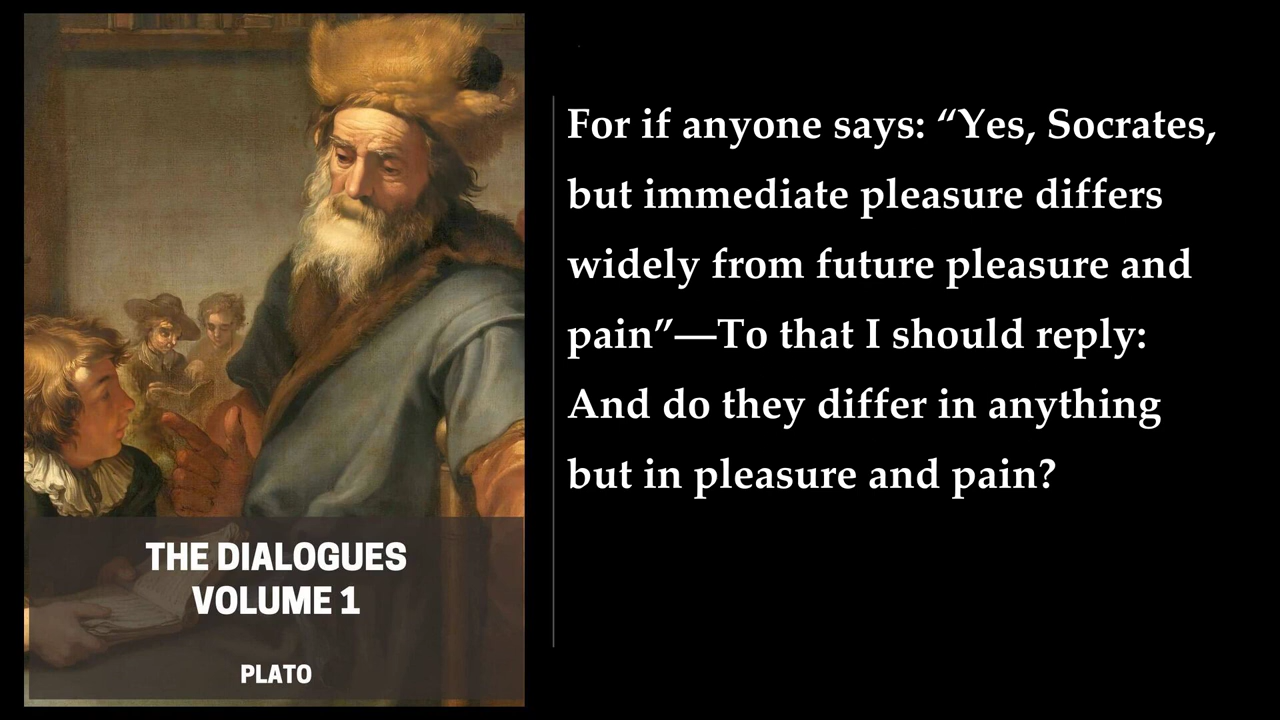 THE DIALOGUES
VOLUME 1
PLATO
For if anyone says: “Yes, Socrates,
but immediate pleasure differs
widely from future pleasure and
pain”—To that I should reply:
And do they differ in anything
but in pleasure and pain?